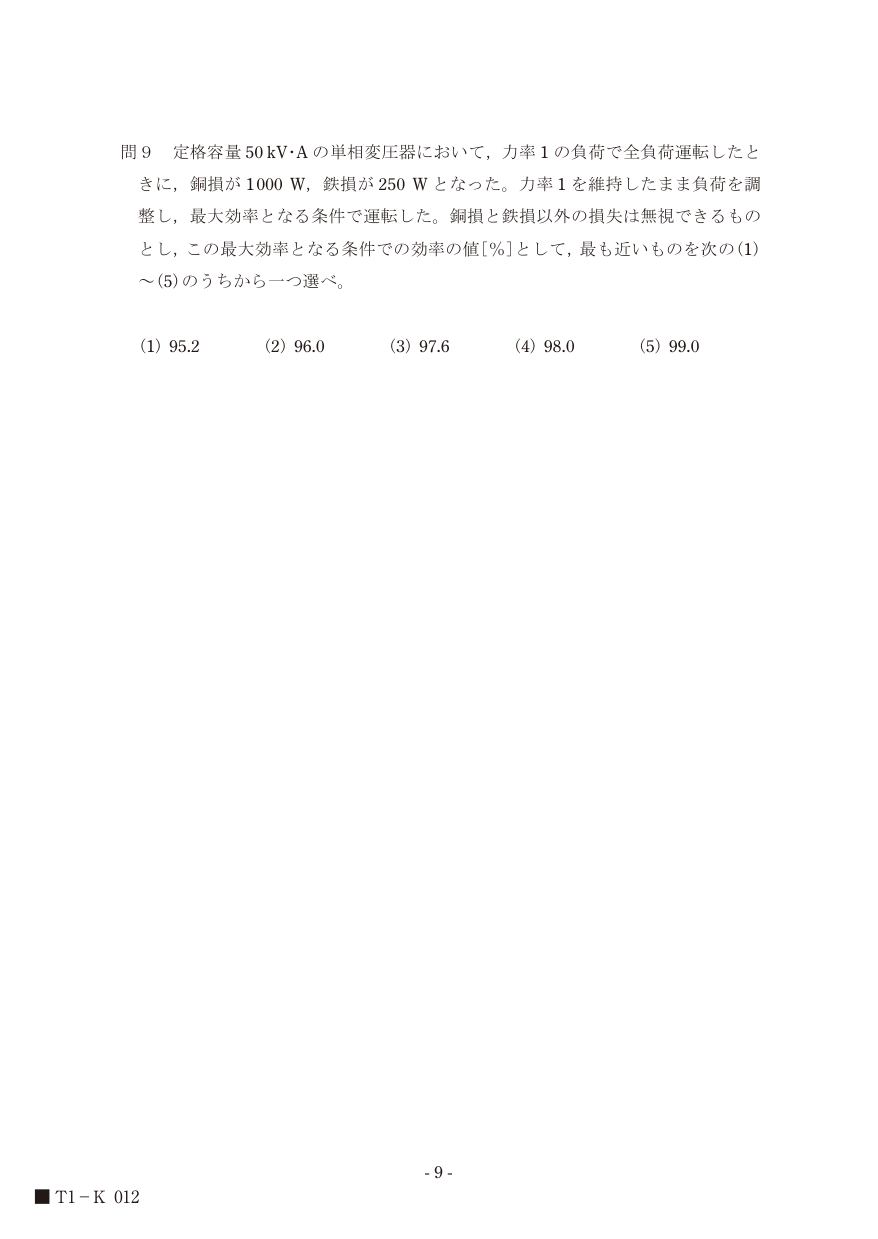 問９　定格容量 50 kV･A の単相変圧器において，力率 1 の負荷で全負荷運転したと
きに，銅損が 1000 W，鉄損が 250 W となった。力率 1 を維持したまま負荷を調
整し，最大効率となる条件で運転した。銅損と鉄損以外の損失は無視できるもの
とし，この最大効率となる条件での効率の値[％]として，最も近いものを次の(1)
～(5)のうちから一つ選べ。
(1) 95.2　(2) 96.0　(3) 97.6　(4) 98.0　(5) 99.0
- 9 -
■ T1－K 012